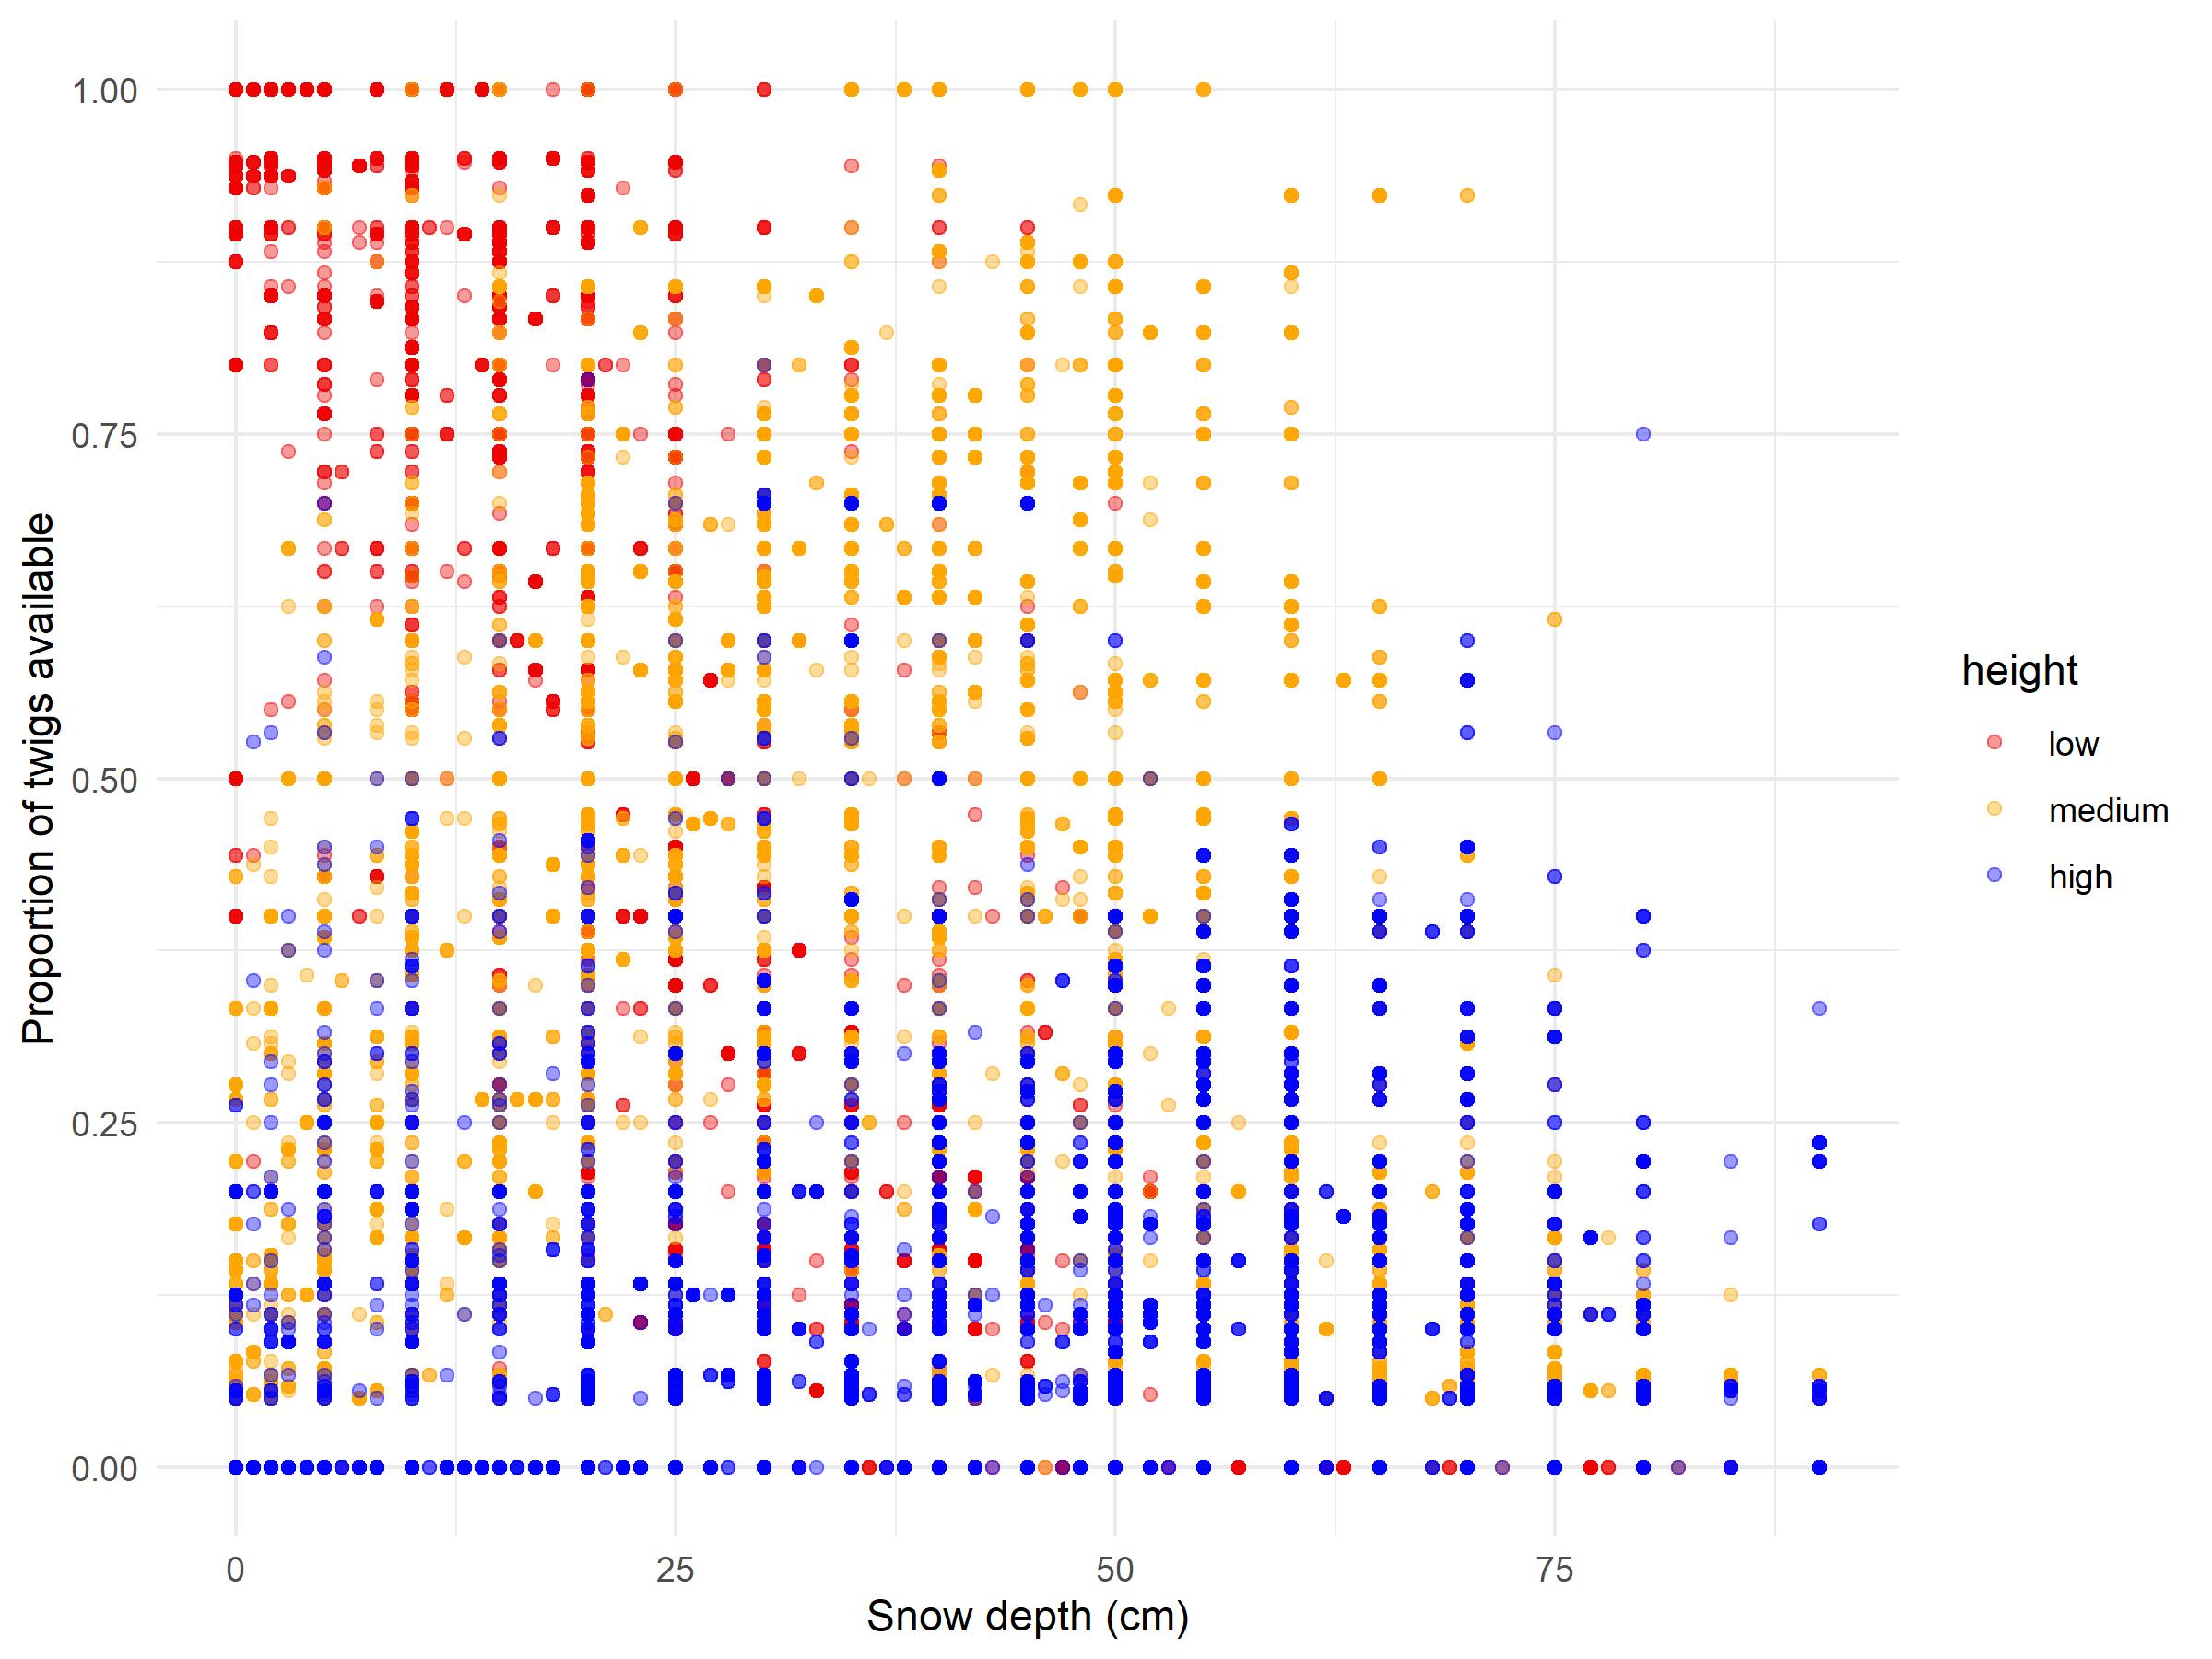 1.00
0.75
0.50
0.25
0.00
Proportion of twigs available
0
25
50
75
Snow depth (cm)
height
low
medium
high